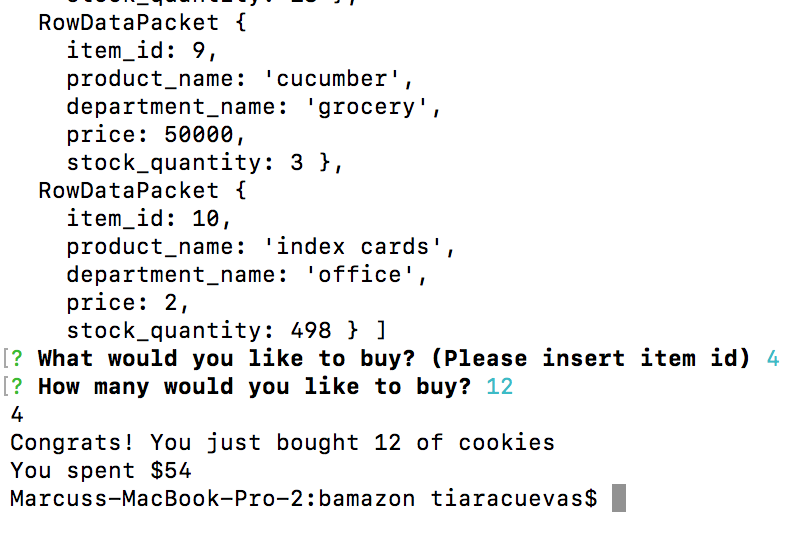 RowDataPacket {
item_id: 9,
product_name: 'cucumber',
department_name: 'grocery',
price: 50000,
stock_quantity: 3 },
RowDataPacket {
item_id: 10,
product_name: 'index cards',
department_name: 'office',
price: 2,
stock_quantity: 498 } ]
[? What would you like to buy? (Please insert item id) 4
[? How many would you like to buy? 12
4
Congrats! You just bought 12 of cookies
You spent $54
Marcuss-MacBook-Pro-2:bamazon tiaracuevas$